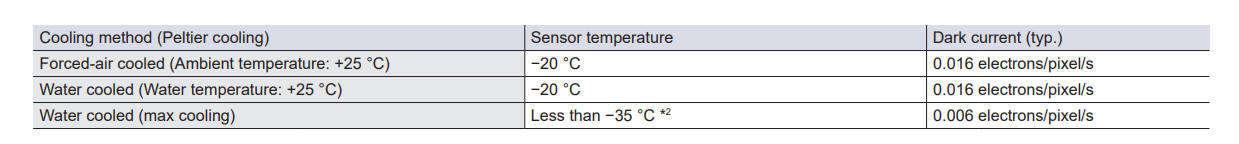 Cooling method (Peltier cooling) Sensor temperature Dark current (typ.)
Forced-air cooled (Ambient temperature: +25 °C) −20 °C 0.016 electrons/pixel/s
Water cooled (Water temperature: +25 °C) −20 °C 0.016 electrons/pixel/s
Water cooled (max cooling) Less than −35 °C *2 0.006 electrons/pixel/s